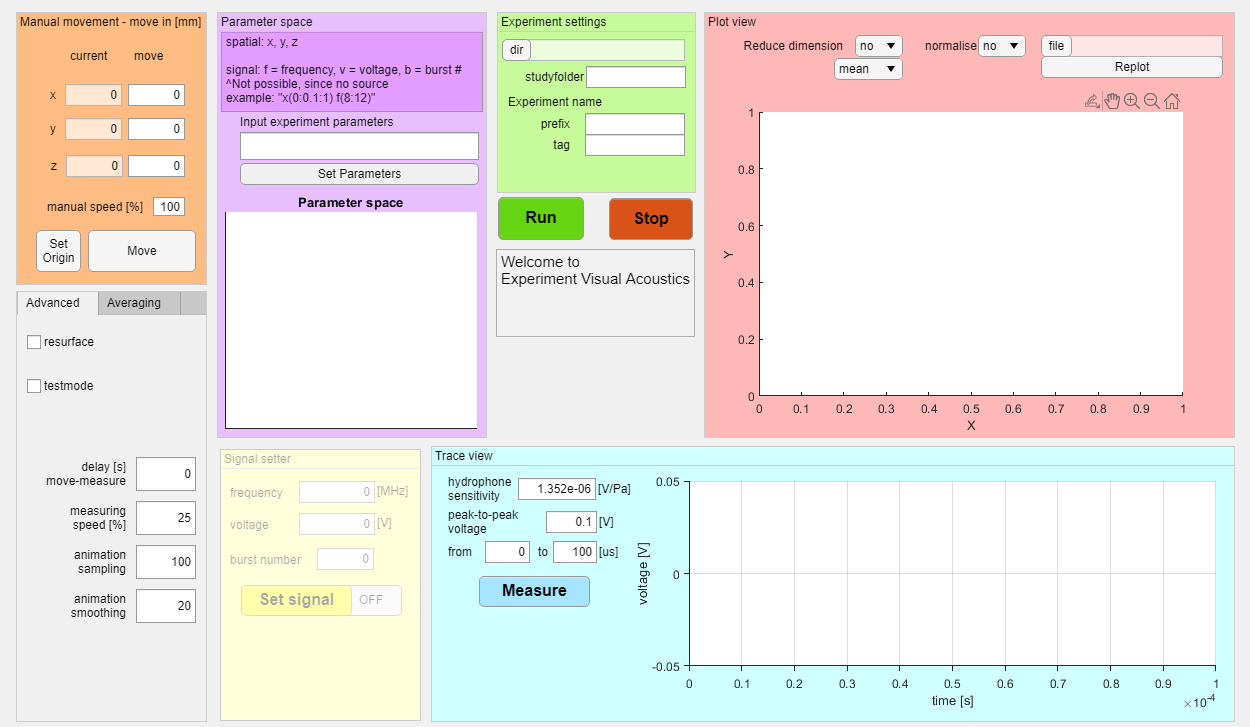 Manual movement - move in [mm]
current move
x 0 0
y 0 0
z 0 0
manual speed [%] 100
Set
Origin
Move
Advanced Averaging
resurface
testmode
delay [s]
move-measure
0
measuring
speed [%]
25
animation
sampling
100
animation
smoothing
20
Parameter space
spatial: x, y, z
signal: f = frequency, v = voltage, b = burst #
^Not possible, since no source
example: "x(0:0.1:1) f(8:12)"
Input experiment parameters
Set Parameters
Parameter space
Experiment settings
dir
studyfolder
Experiment name
prefix
tag
Run Stop
Welcome to
Experiment Visual Acoustics
Plot view
Reduce dimension no normalise no file
mean Replot
1
0.8
0.6
0.4
0.2
0
Y
0 0.1 0.2 0.3 0.4 0.5 0.6 0.7 0.8 0.9 1
X
Signal setter
frequency 0 [MHz]
voltage 0 [V]
burst number 0
Set signal OFF
Trace view
hydrophone
sensitivity
1.352e-06 [V/Pa]
peak-to-peak
voltage
0.1 [V]
from 0 to 100 [us]
Measure
0.05
0
-0.05
voltage [V]
0 0.1 0.2 0.3 0.4 0.5 0.6 0.7 0.8 0.9 1
time [s]
×10-4